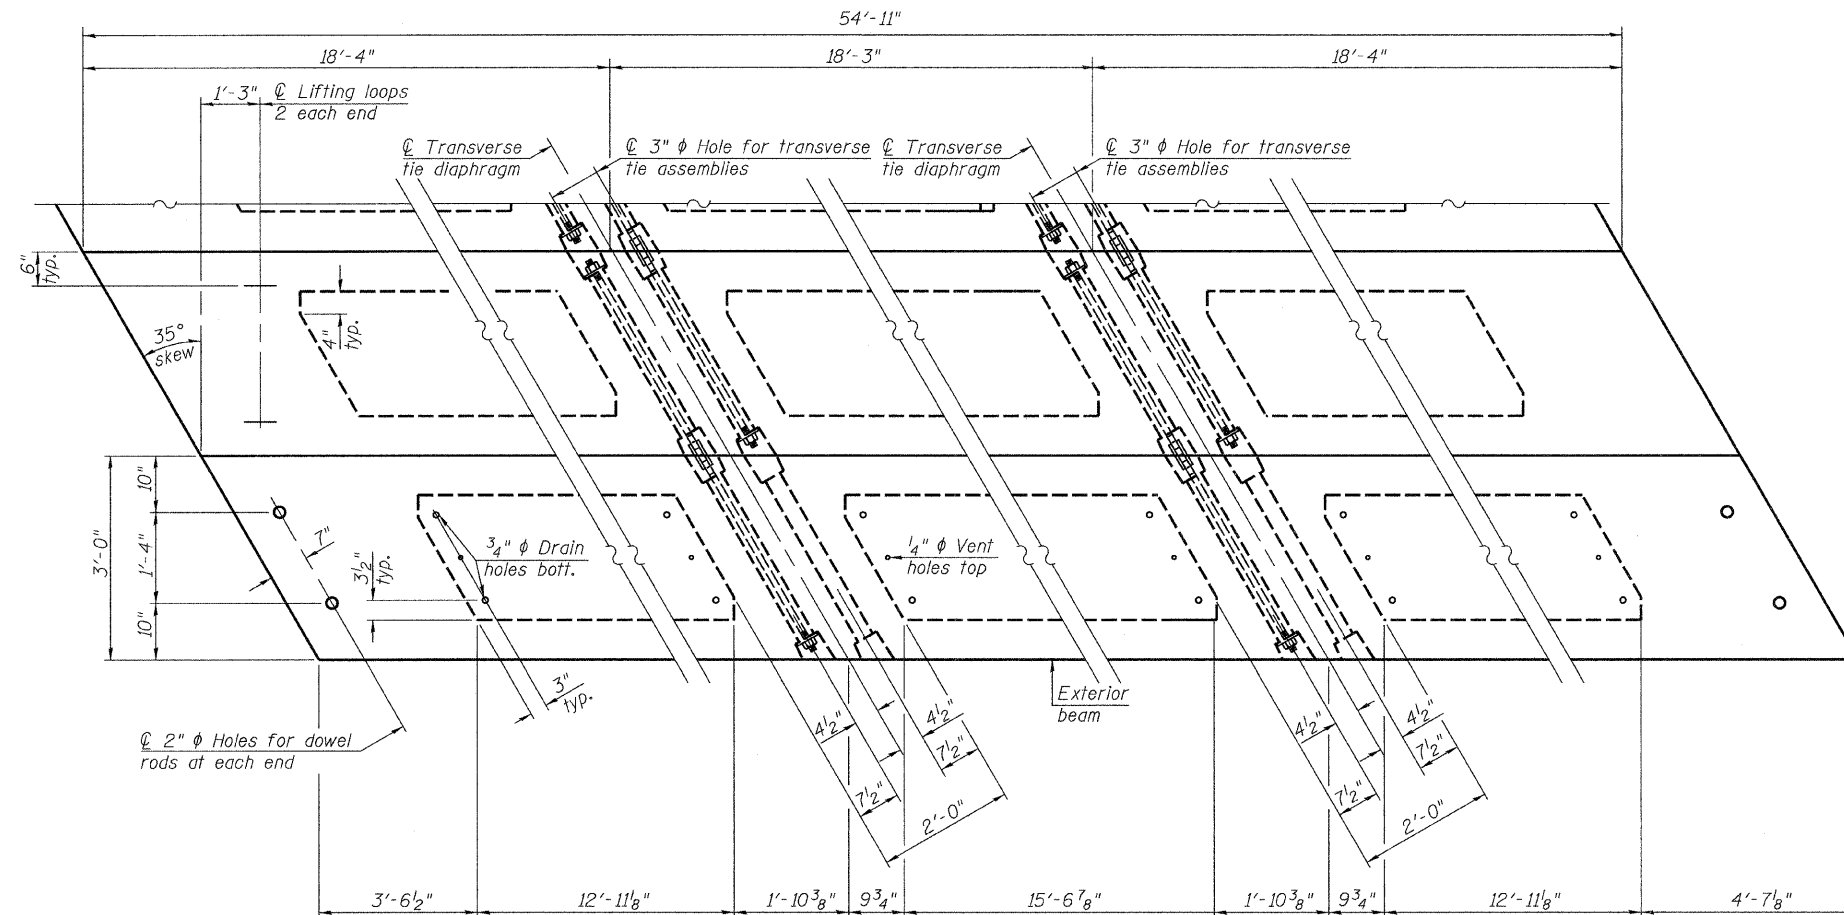 54'-11"
18'-4"
18'-3"
18'-4"
1'-3"
℄ Lifting loops
2 each end
℄ Transverse
tie diaphragm
℄ 3" ϕ Hole for transverse
tie assemblies
℄ Transverse
tie diaphragm
℄ 3" ϕ Hole for transverse
tie assemblies
6"
typ.
4"
typ.
35°
skew
3'-0"
10"
1'-4"
10"
7"
3½"
typ.
¾" ϕ Drain
holes bott.
¼" ϕ Vent
holes top
3"
typ.
Exterior
beam
℄ 2" ϕ Holes for dowel
rods at each end
4½"
4½"
7½"
7½"
2'-0"
4½"
4½"
7½"
7½"
2'-0"
3'-6½"
12'-11⅛"
1'-10⅜"
9¾"
15'-6⅞"
1'-10⅜"
9¾"
12'-11⅛"
4'-7⅛"